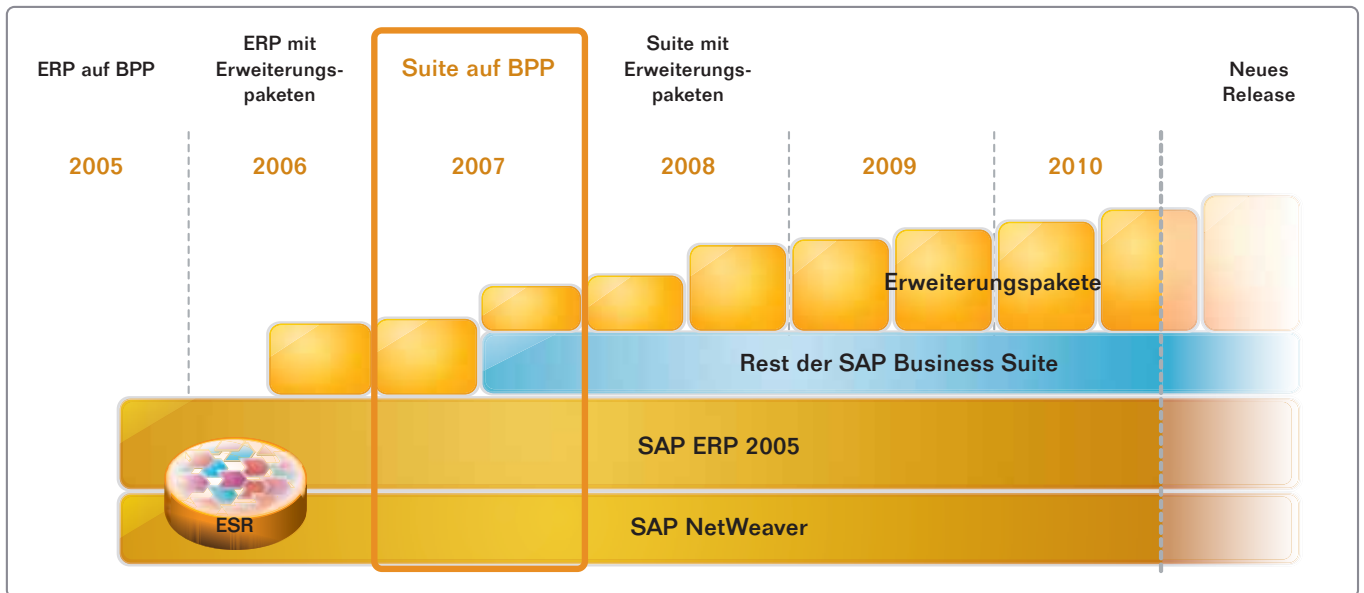 ERP auf BPP
ERP mit
Erweiterungs-
paketen
Suite auf BPP
Suite mit
Erweiterungs-
paketen
Neues
Release
2005
2006
2007
2008
2009
2010
Erweiterungspakete
Rest der SAP Business Suite
SAP ERP 2005
ESR
SAP NetWeaver